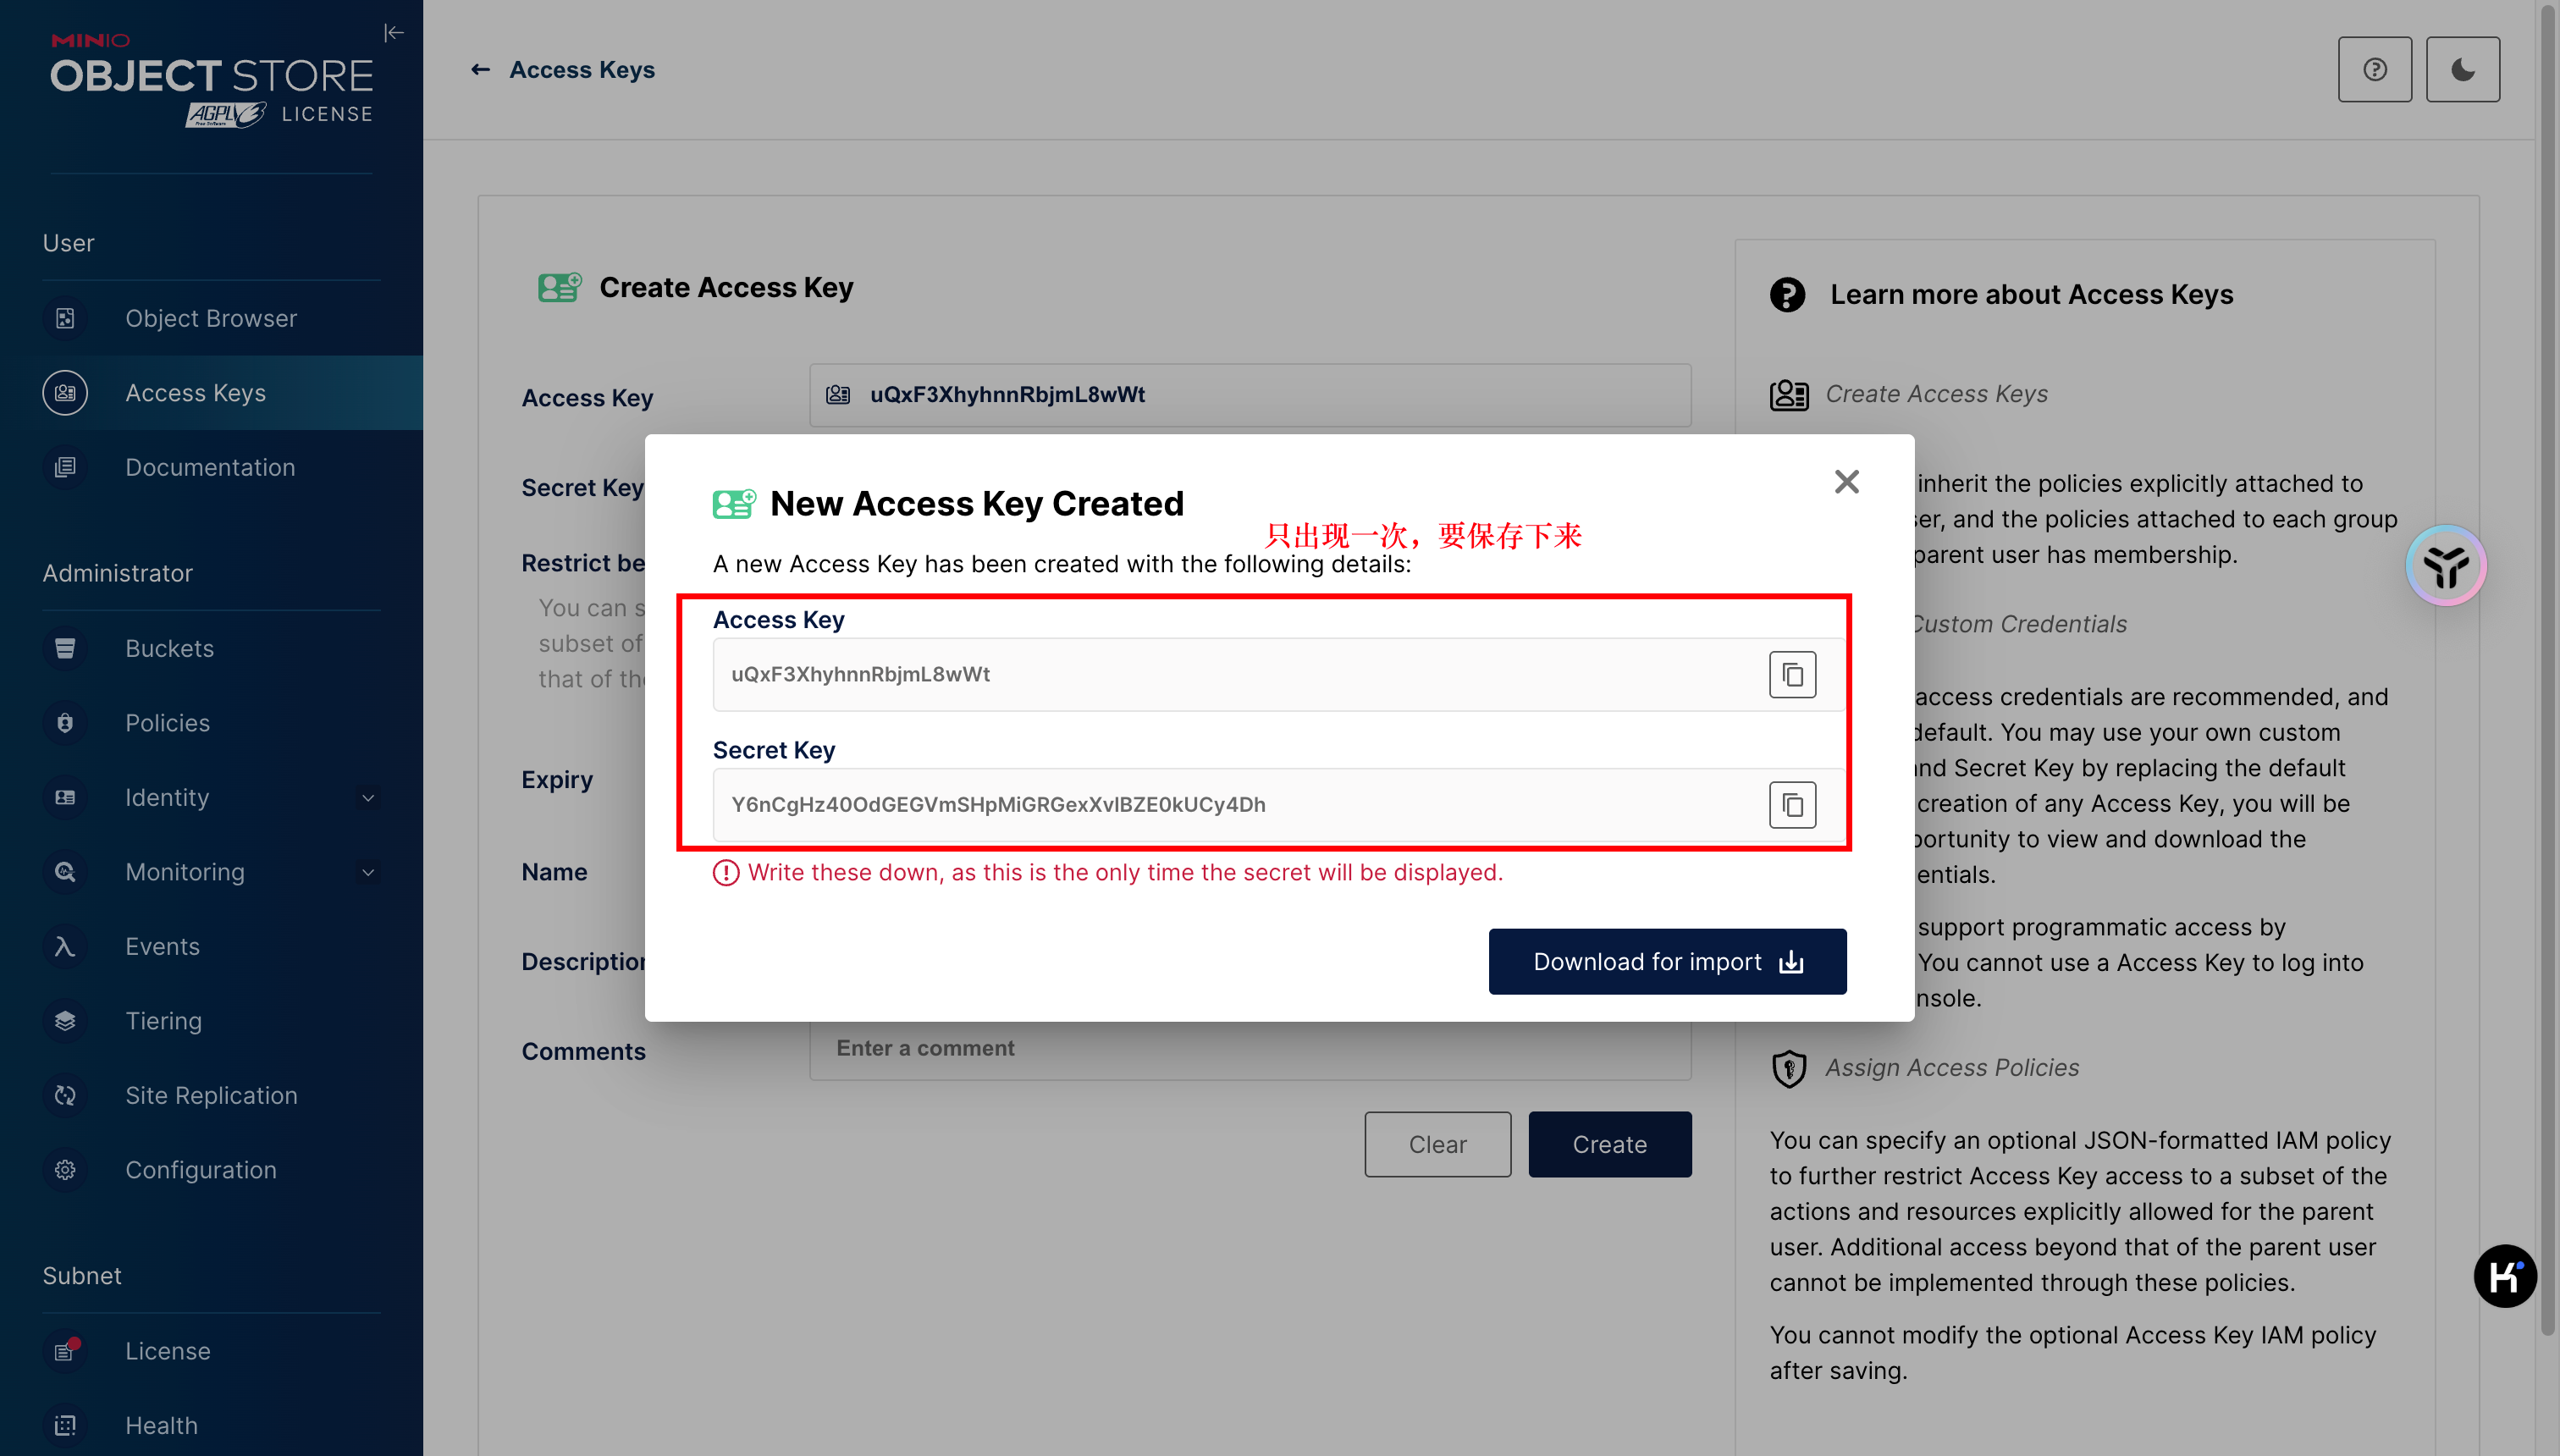 MINIO
OBJECT STORE
AGPL v3 LICENSE
User
Object Browser
Access Keys
Documentation
Administrator
Buckets
Policies
Identity
Monitoring
Events
Tiering
Site Replication
Configuration
Subnet
License
Health
Access Keys
Create Access Key
Access Key
uQxF3XhyhnnRbjmL8wWt
Secret Key
Restrict be
You can s
subset of
that of the
Expiry
Name
Description
Comments
Enter a comment
Clear
Create
New Access Key Created
只出现一次，要保存下来
A new Access Key has been created with the following details:
Access Key
uQxF3XhyhnnRbjmL8wWt
Secret Key
Y6nCgHz40OdGEGVmSHpMiGRGexXvlBZE0kUCy4Dh
Write these down, as this is the only time the secret will be displayed.
Download for import
Learn more about Access Keys
Create Access Keys
inherit the policies explicitly attached to
ser, and the policies attached to each group
parent user has membership.
Custom Credentials
access credentials are recommended, and
default. You may use your own custom
nd Secret Key by replacing the default
creation of any Access Key, you will be
portunity to view and download the
entials.
support programmatic access by
You cannot use a Access Key to log into
nsole.
Assign Access Policies
You can specify an optional JSON-formatted IAM policy
to further restrict Access Key access to a subset of the
actions and resources explicitly allowed for the parent
user. Additional access beyond that of the parent user
cannot be implemented through these policies.
You cannot modify the optional Access Key IAM policy
after saving.